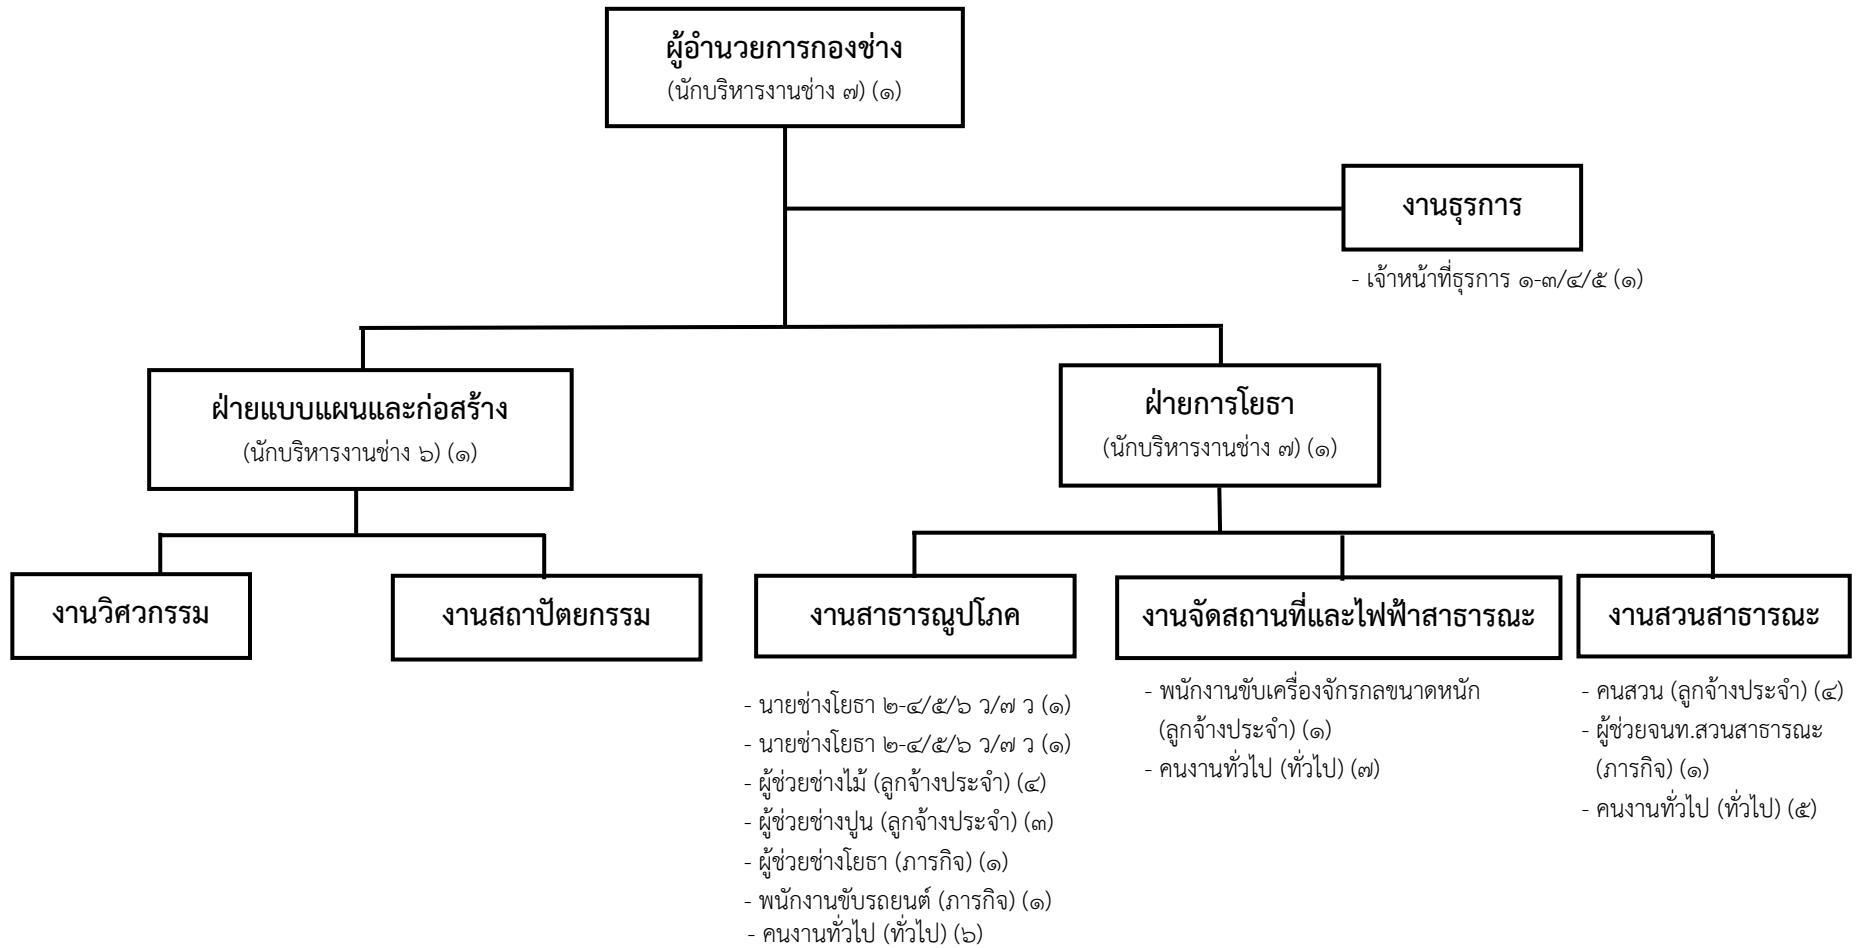 ผู้อำนวยการกองช่าง
(นักบริหารงานช่าง ๗) (๑)
งานธุรการ
- เจ้าหน้าที่ธุรการ ๑-๓/๔/๕ (๑)
ฝ่ายแบบแผนและก่อสร้าง
(นักบริหารงานช่าง ๖) (๑)
ฝ่ายการโยธา
(นักบริหารงานช่าง ๗) (๑)
งานวิศวกรรม
งานสถาปัตยกรรม
งานสาธารณูปโภค
- นายช่างโยธา ๒-๔/๕/๖ ว/๗ ว (๑)
- นายช่างโยธา ๒-๔/๕/๖ ว/๗ ว (๑)
- ผู้ช่วยช่างไม้ (ลูกจ้างประจำ) (๔)
- ผู้ช่วยช่างปูน (ลูกจ้างประจำ) (๓)
- ผู้ช่วยช่างโยธา (ภารกิจ) (๑)
- พนักงานขับรถยนต์ (ภารกิจ) (๑)
- คนงานทั่วไป (ทั่วไป) (๖)
งานจัดสถานที่และไฟฟ้าสาธารณะ
- พนักงานขับเครื่องจักรกลขนาดหนัก
(ลูกจ้างประจำ) (๑)
- คนงานทั่วไป (ทั่วไป) (๗)
งานสวนสาธารณะ
- คนสวน (ลูกจ้างประจำ) (๔)
- ผู้ช่วยจนท.สวนสาธารณะ
(ภารกิจ) (๑)
- คนงานทั่วไป (ทั่วไป) (๕)